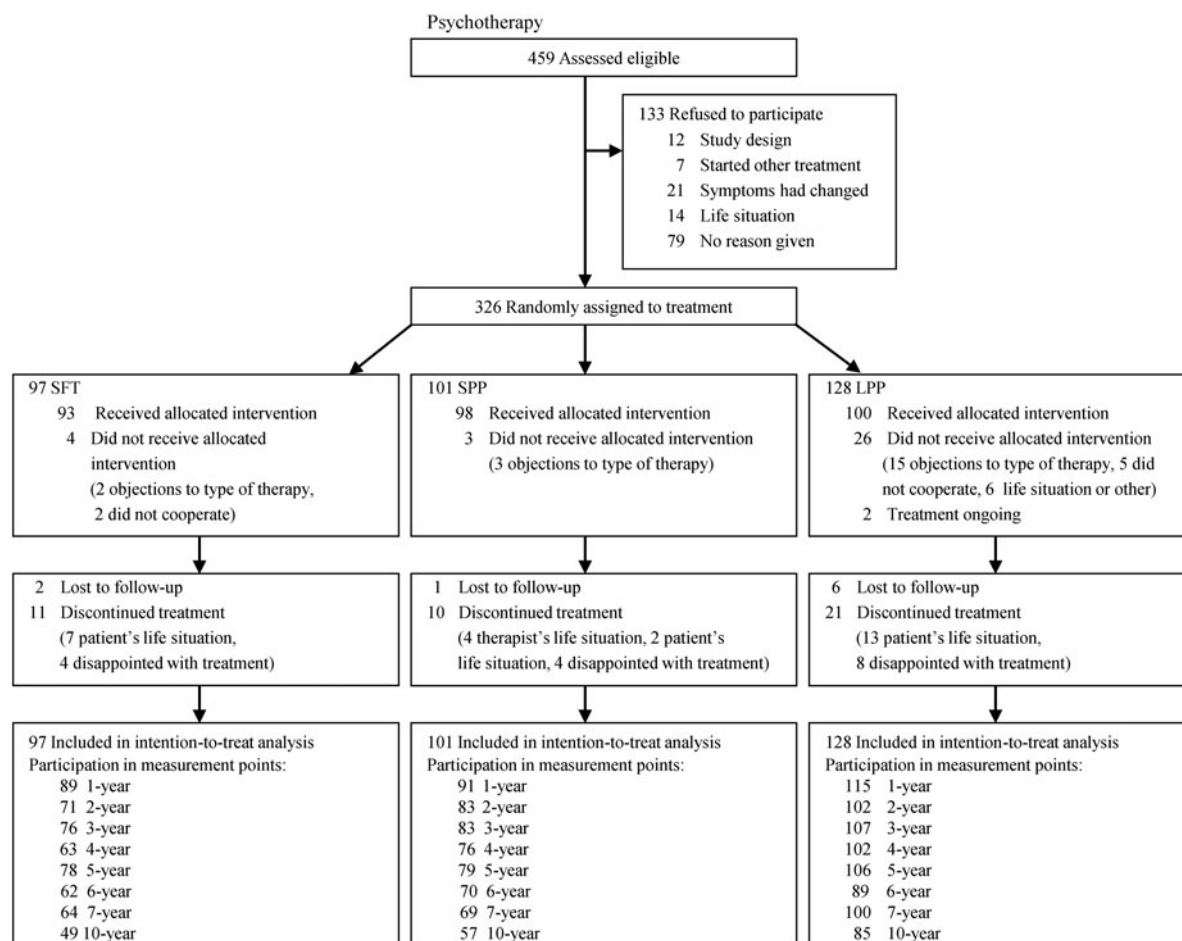 Psychotherapy
459 Assessed eligible
133 Refused to participate
12 Study design
7 Started other treatment
21 Symptoms had changed
14 Life situation
79 No reason given
326 Randomly assigned to treatment
97 SFT
93 Received allocated intervention
4 Did not receive allocated
intervention
(2 objections to type of therapy,
2 did not cooperate)
101 SPP
98 Received allocated intervention
3 Did not receive allocated intervention
(3 objections to type of therapy)
128 LPP
100 Received allocated intervention
26 Did not receive allocated intervention
(15 objections to type of therapy, 5 did
not cooperate, 6 life situation or other)
2 Treatment ongoing
2 Lost to follow-up
11 Discontinued treatment
(7 patient's life situation,
4 disappointed with treatment)
1 Lost to follow-up
10 Discontinued treatment
(4 therapist's life situation, 2 patient's
life situation, 4 disappointed with treatment)
6 Lost to follow-up
21 Discontinued treatment
(13 patient's life situation,
8 disappointed with treatment)
97 Included in intention-to-treat analysis
Participation in measurement points:
89 1-year
71 2-year
76 3-year
63 4-year
78 5-year
62 6-year
64 7-year
49 10-year
101 Included in intention-to-treat analysis
Participation in measurement points:
91 1-year
83 2-year
83 3-year
76 4-year
79 5-year
70 6-year
69 7-year
57 10-year
128 Included in intention-to-treat analysis
Participation in measurement points:
115 1-year
102 2-year
107 3-year
102 4-year
106 5-year
89 6-year
100 7-year
85 10-year